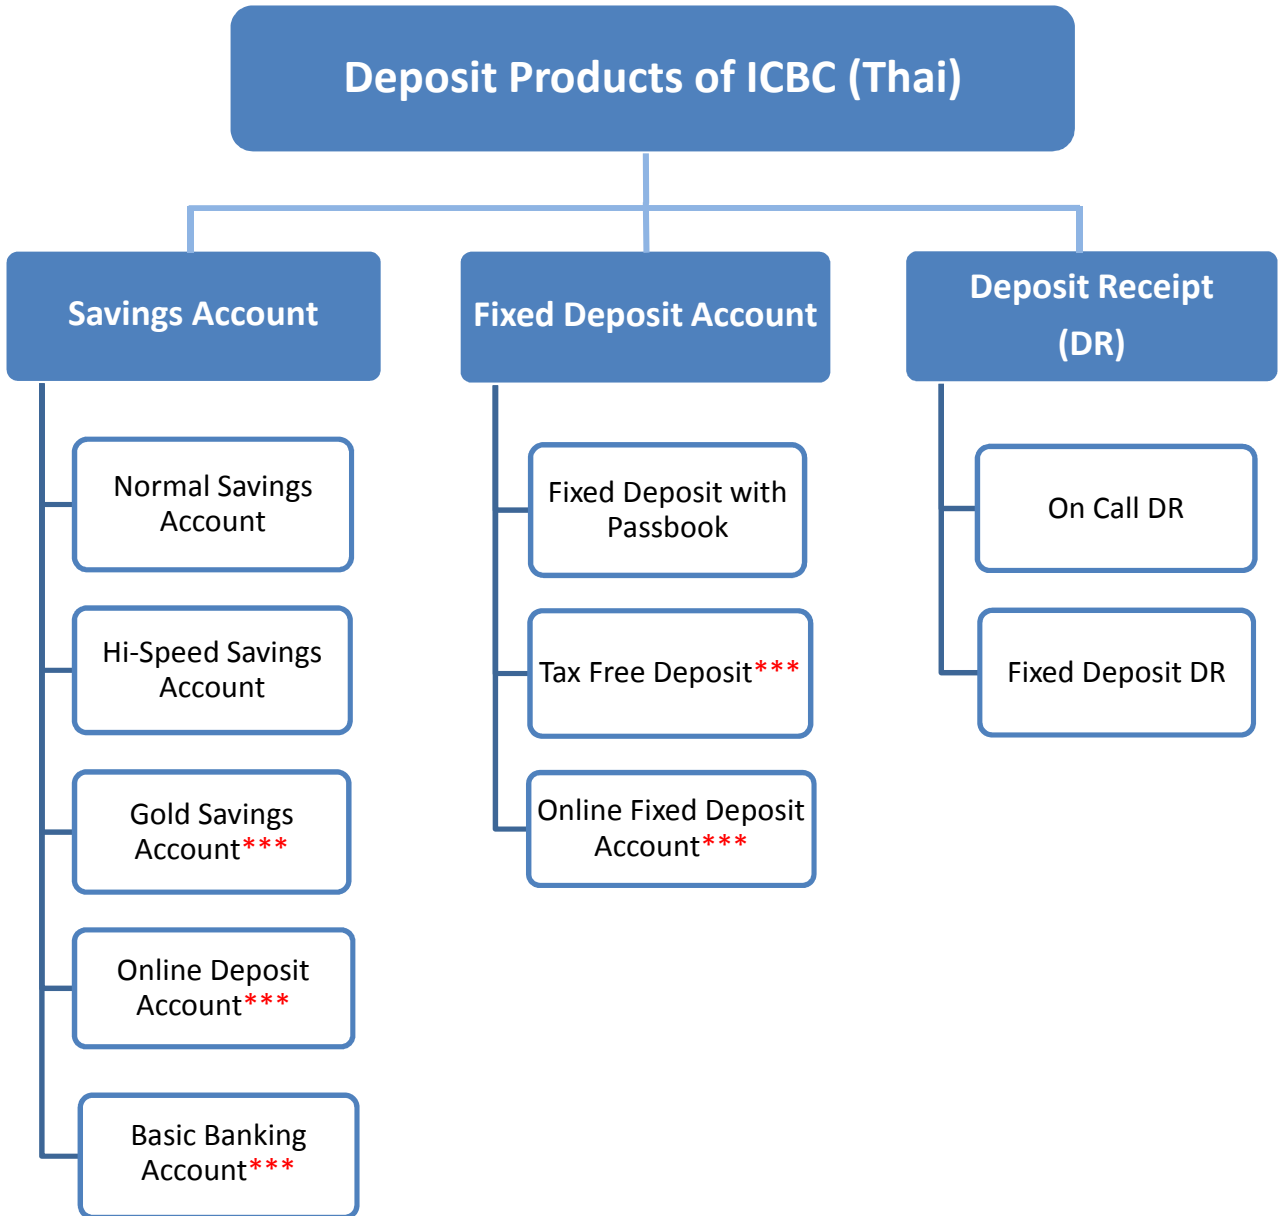 Deposit Products of ICBC (Thai)
Savings Account
Normal Savings
Account
Hi-Speed Savings
Account
Gold Savings
Account***
Online Deposit
Account***
Basic Banking
Account***
Fixed Deposit Account
Fixed Deposit with
Passbook
Tax Free Deposit***
Online Fixed Deposit
Account***
Deposit Receipt
(DR)
On Call DR
Fixed Deposit DR